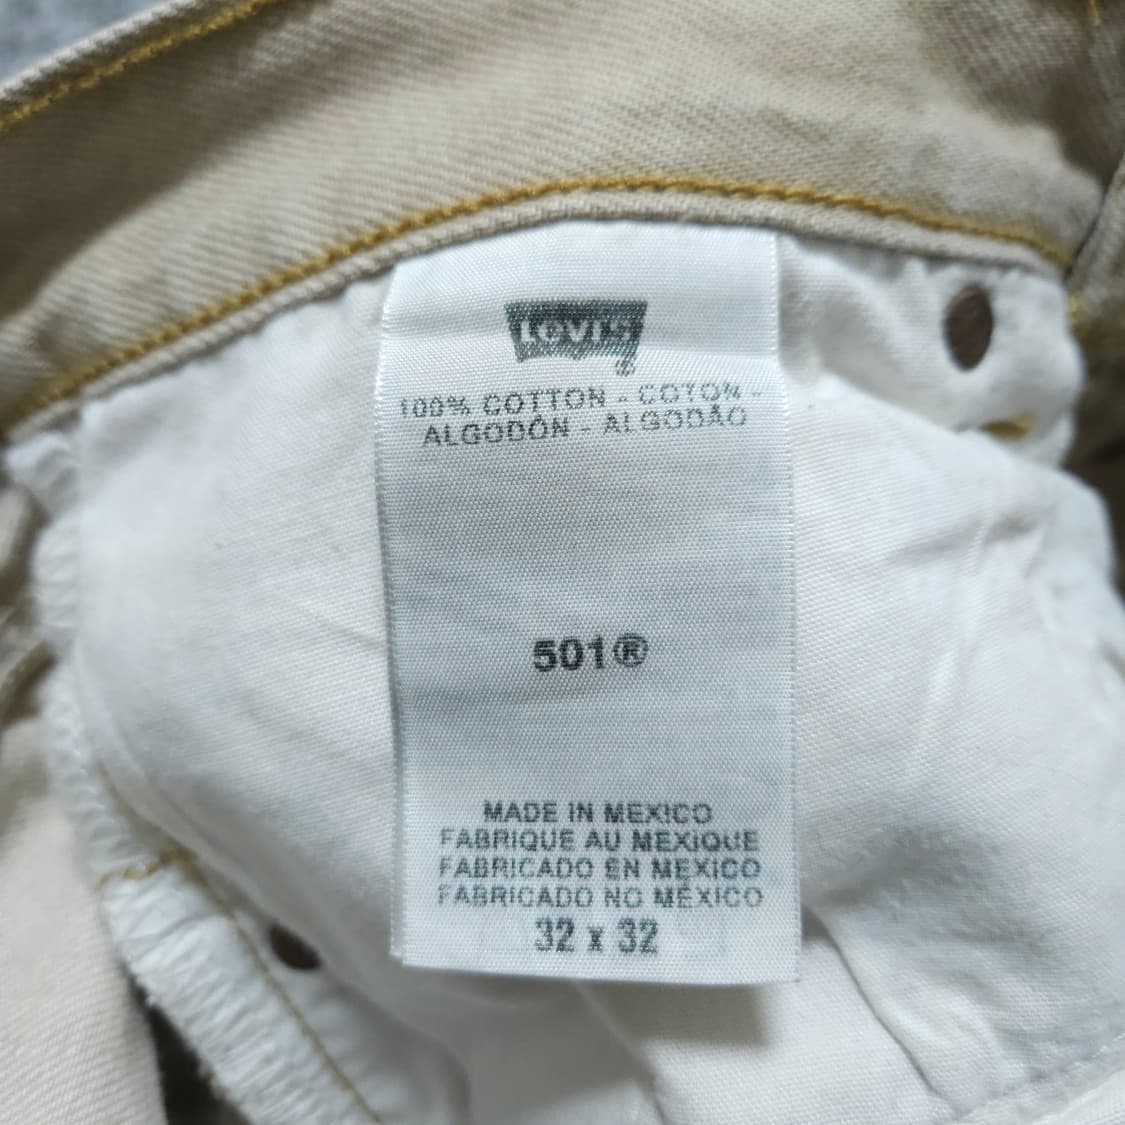 Levi's
®
100% COTTON - COTON -
ALGODÓN - ALGODÃO
501®
MADE IN MEXICO
FABRIQUE AU MEXIQUE
FABRICADO EN MEXICO
FABRICADO NO MÉXICO
32 x 32